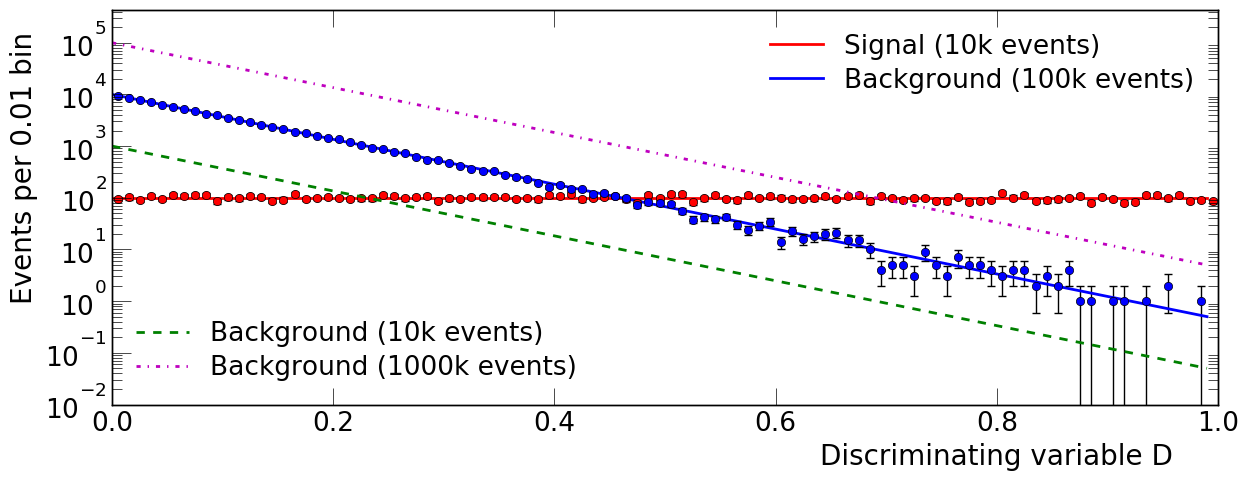 Events per 0.01 bin
10^5
10^4
10^3
10^2
10^1
10^0
10^−1
10^−2
Signal (10k events)
Background (100k events)
Background (10k events)
Background (1000k events)
0.0 0.2 0.4 0.6 0.8 1.0
Discriminating variable D